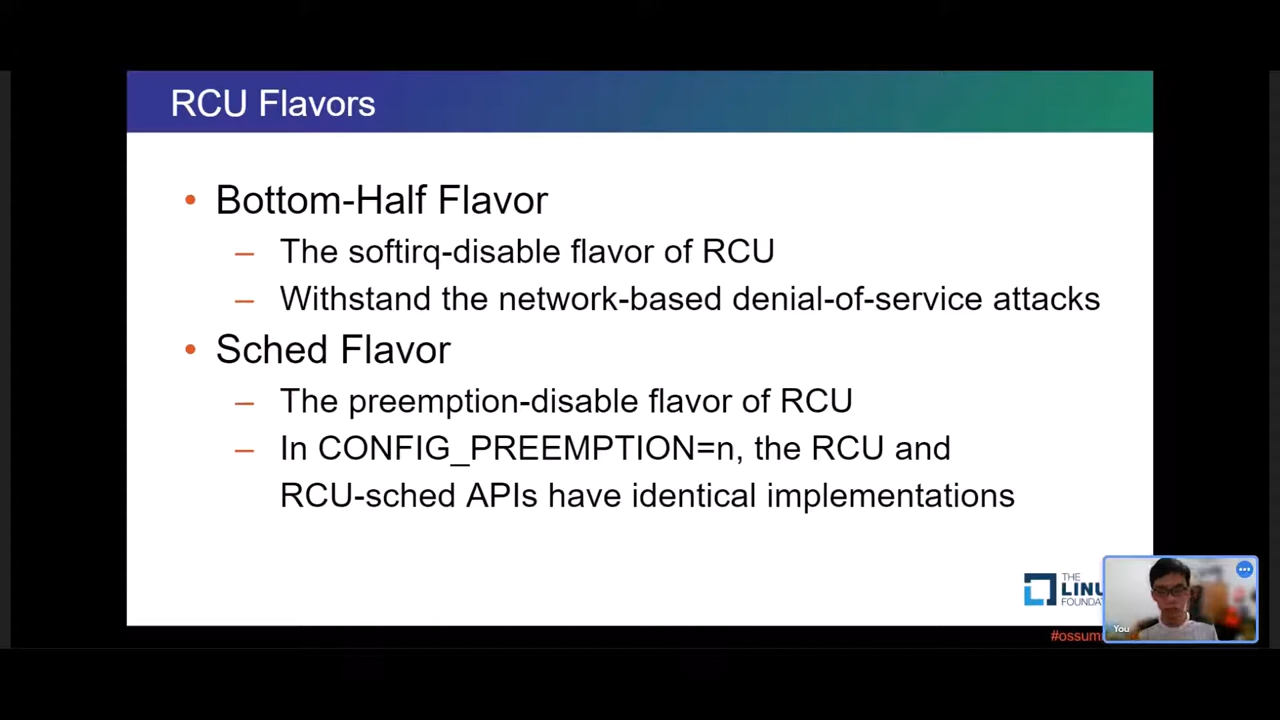 RCU Flavors
• Bottom-Half Flavor
– The softirq-disable flavor of RCU
– Withstand the network-based denial-of-service attacks
• Sched Flavor
– The preemption-disable flavor of RCU
– In CONFIG_PREEMPTION=n, the RCU and
RCU-sched APIs have identical implementations
THE
LINU
FOUNDAT
#ossum
You